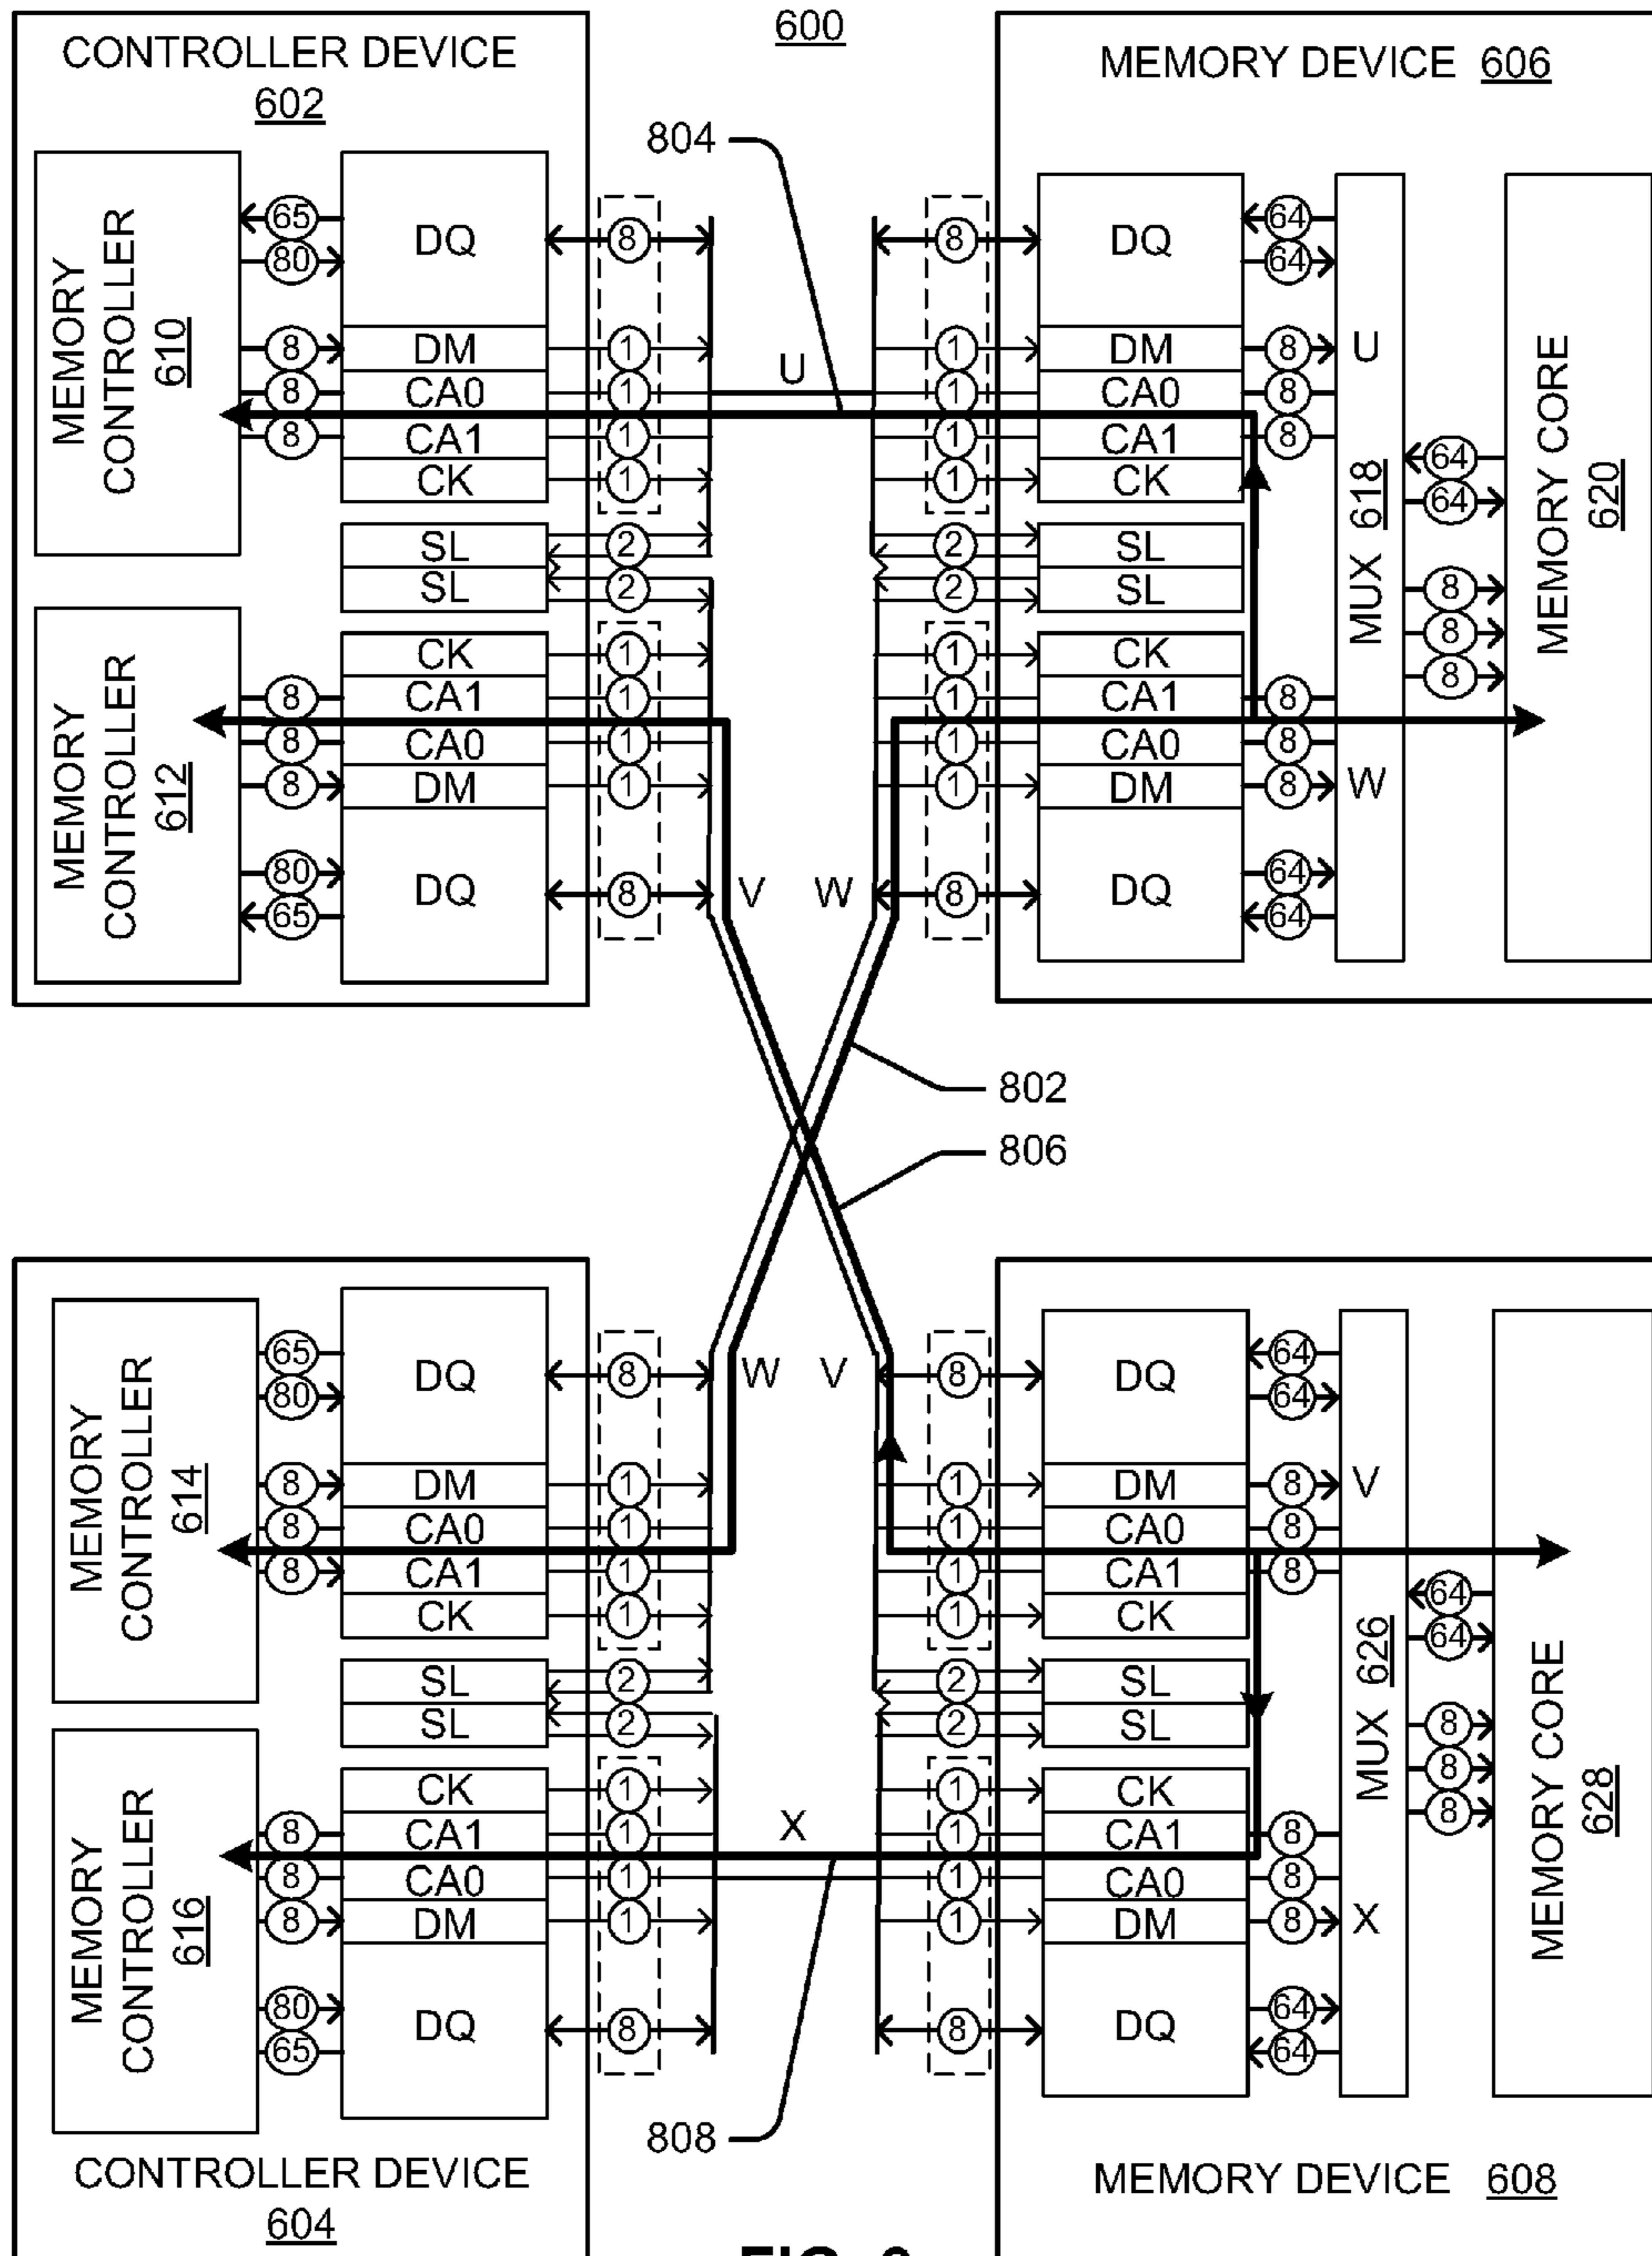 600
CONTROLLER DEVICE
602
MEMORY DEVICE 606
804
MEMORY CONTROLLER 610
65
80
DQ
8
8
DQ
64
64
8
DM
1
U
1
DM
8
U
8
CA0
1
1
CA0
8
8
CA1
1
1
CA1
8
CK
1
1
CK
MUX 618
64
64
MEMORY CORE 620
SL
2
2
SL
SL
2
2
SL
8
8
8
MEMORY CONTROLLER 612
CK
1
1
CK
8
CA1
1
1
CA1
8
8
CA0
1
1
CA0
8
8
DM
1
1
DM
8
W
80
65
DQ
8
V
W
8
DQ
64
64
802
806
MEMORY CONTROLLER 614
65
80
DQ
8
W
V
8
DQ
64
64
8
DM
1
1
DM
8
V
8
CA0
1
1
CA0
8
8
CA1
1
1
CA1
8
CK
1
1
CK
MUX 626
64
64
MEMORY CORE 628
SL
2
2
SL
SL
2
2
SL
8
8
8
MEMORY CONTROLLER 616
CK
1
1
CK
8
CA1
1
X
1
CA1
8
8
CA0
1
1
CA0
8
8
DM
1
1
DM
8
X
80
65
DQ
8
8
DQ
64
64
808
CONTROLLER DEVICE
604
MEMORY DEVICE 608